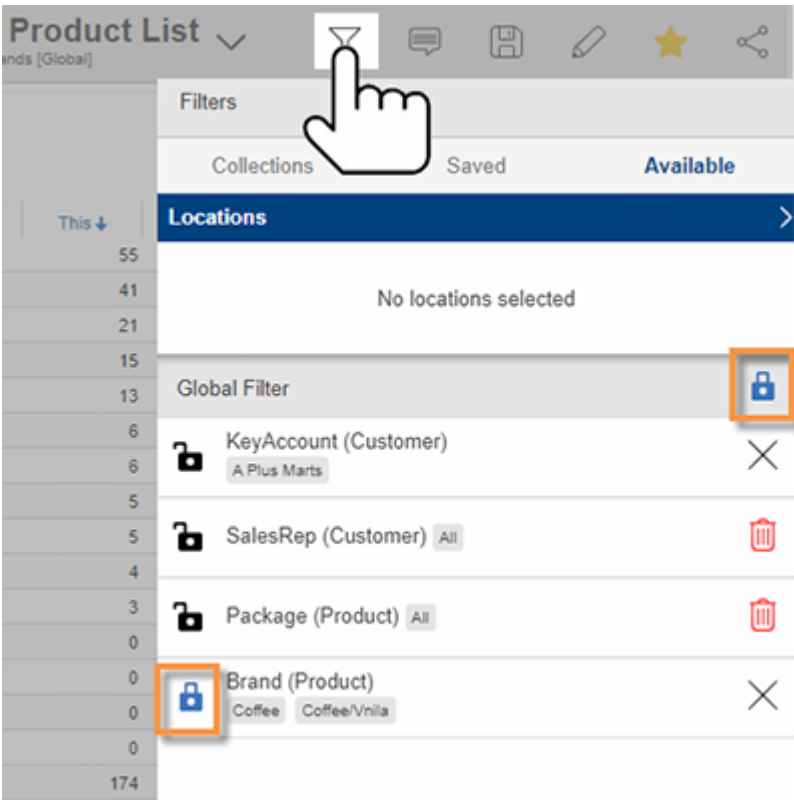 Product List
ands [Global]
Filters
Collections Saved Available
Locations
No locations selected
This
55
41
21
15
13
6
6
5
5
4
3
0
0
0
0
174
Global Filter
KeyAccount (Customer)
A Plus Marts
SalesRep (Customer) All
Package (Product) All
Brand (Product)
Coffee Coffee/Vnila